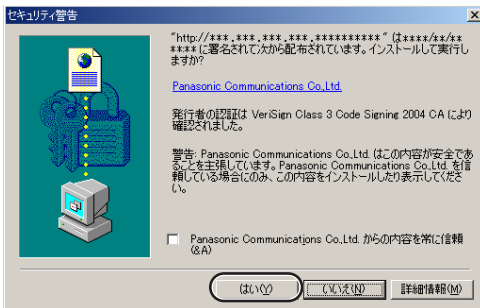 セキュリティ警告
"http://***.***.***.***.**********" は****/**/**
**:** に署名されて次から配布されています。インストールして実行し
ますか?
Panasonic Communications Co.,Ltd.
発行者の認証は VeriSign Class 3 Code Signing 2004 CA により
確認されました。
警告: Panasonic Communications Co.,Ltd. はこの内容が安全であ
ることを主張しています。Panasonic Communications Co.,Ltd. を信
頼している場合にのみ、この内容をインストールしたり表示してくださ
い。
Panasonic Communications Co.,Ltd. からの内容を常に信頼
(&A)
はい(Y) いいえ(N) 詳細情報(M)